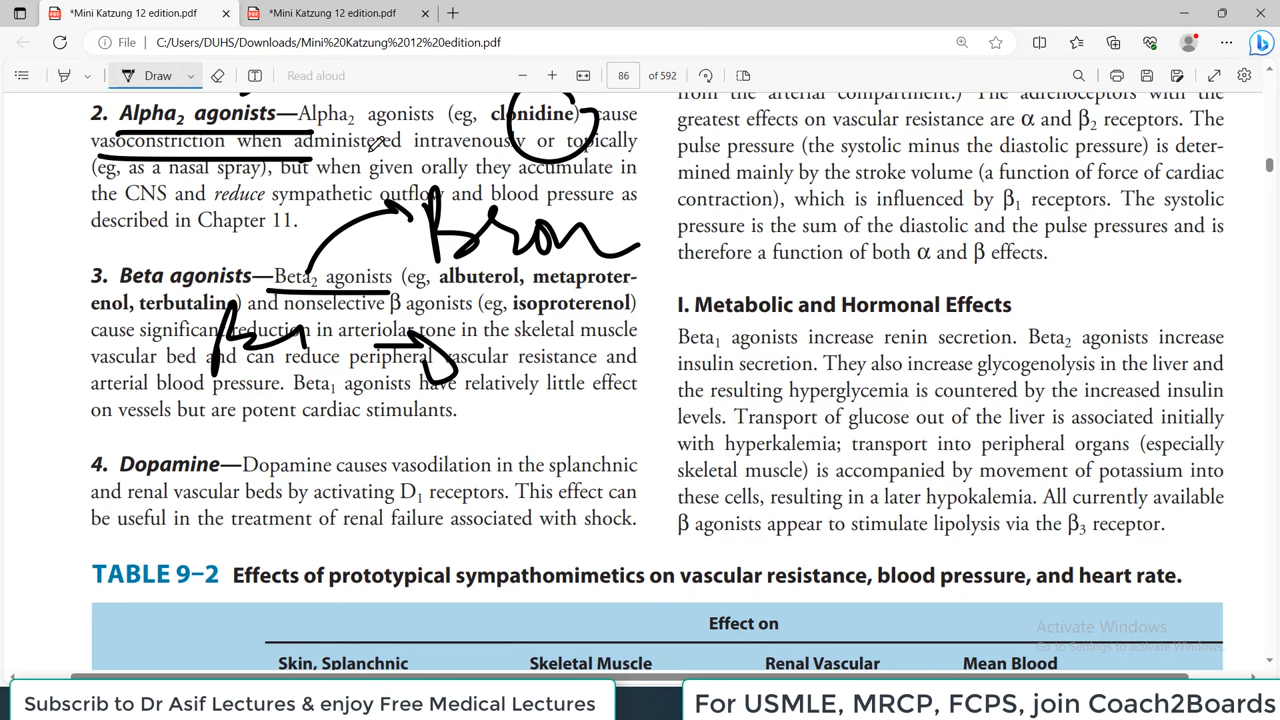 *Mini Katzung 12 edition.pdf
*Mini Katzung 12 edition.pdf
File
C:/Users/DUHS/Downloads/Mini%20Katzung%2012%20edition.pdf
Draw
Read aloud
86 of 592
2. Alpha2 agonists—Alpha2 agonists (eg, clonidine) cause
vasoconstriction when administered intravenously or topically
(eg, as a nasal spray), but when given orally they accumulate in
the CNS and reduce sympathetic outflow and blood pressure as
described in Chapter 11.
3. Beta agonists—Beta2 agonists (eg, albuterol, metaproter-
enol, terbutaline) and nonselective β agonists (eg, isoproterenol)
cause significant reduction in arteriolar tone in the skeletal muscle
vascular bed and can reduce peripheral vascular resistance and
arterial blood pressure. Beta1 agonists have relatively little effect
on vessels but are potent cardiac stimulants.
4. Dopamine—Dopamine causes vasodilation in the splanchnic
and renal vascular beds by activating D1 receptors. This effect can
be useful in the treatment of renal failure associated with shock.
from the arterial compartment.) The adrenoceptors with the
greatest effects on vascular resistance are α and β2 receptors. The
pulse pressure (the systolic minus the diastolic pressure) is deter-
mined mainly by the stroke volume (a function of force of cardiac
contraction), which is influenced by β1 receptors. The systolic
pressure is the sum of the diastolic and the pulse pressures and is
therefore a function of both α and β effects.
I. Metabolic and Hormonal Effects
Beta1 agonists increase renin secretion. Beta2 agonists increase
insulin secretion. They also increase glycogenolysis in the liver and
the resulting hyperglycemia is countered by the increased insulin
levels. Transport of glucose out of the liver is associated initially
with hyperkalemia; transport into peripheral organs (especially
skeletal muscle) is accompanied by movement of potassium into
these cells, resulting in a later hypokalemia. All currently available
β agonists appear to stimulate lipolysis via the β3 receptor.
Bron
TABLE 9–2 Effects of prototypical sympathomimetics on vascular resistance, blood pressure, and heart rate.
Effect on
Skin, Splanchnic
Skeletal Muscle
Renal Vascular
Mean Blood
Activate Windows
Go to Settings to activate Windows.
Subscrib to Dr Asif Lectures & enjoy Free Medical Lectures
For USMLE, MRCP, FCPS, join Coach2Boards